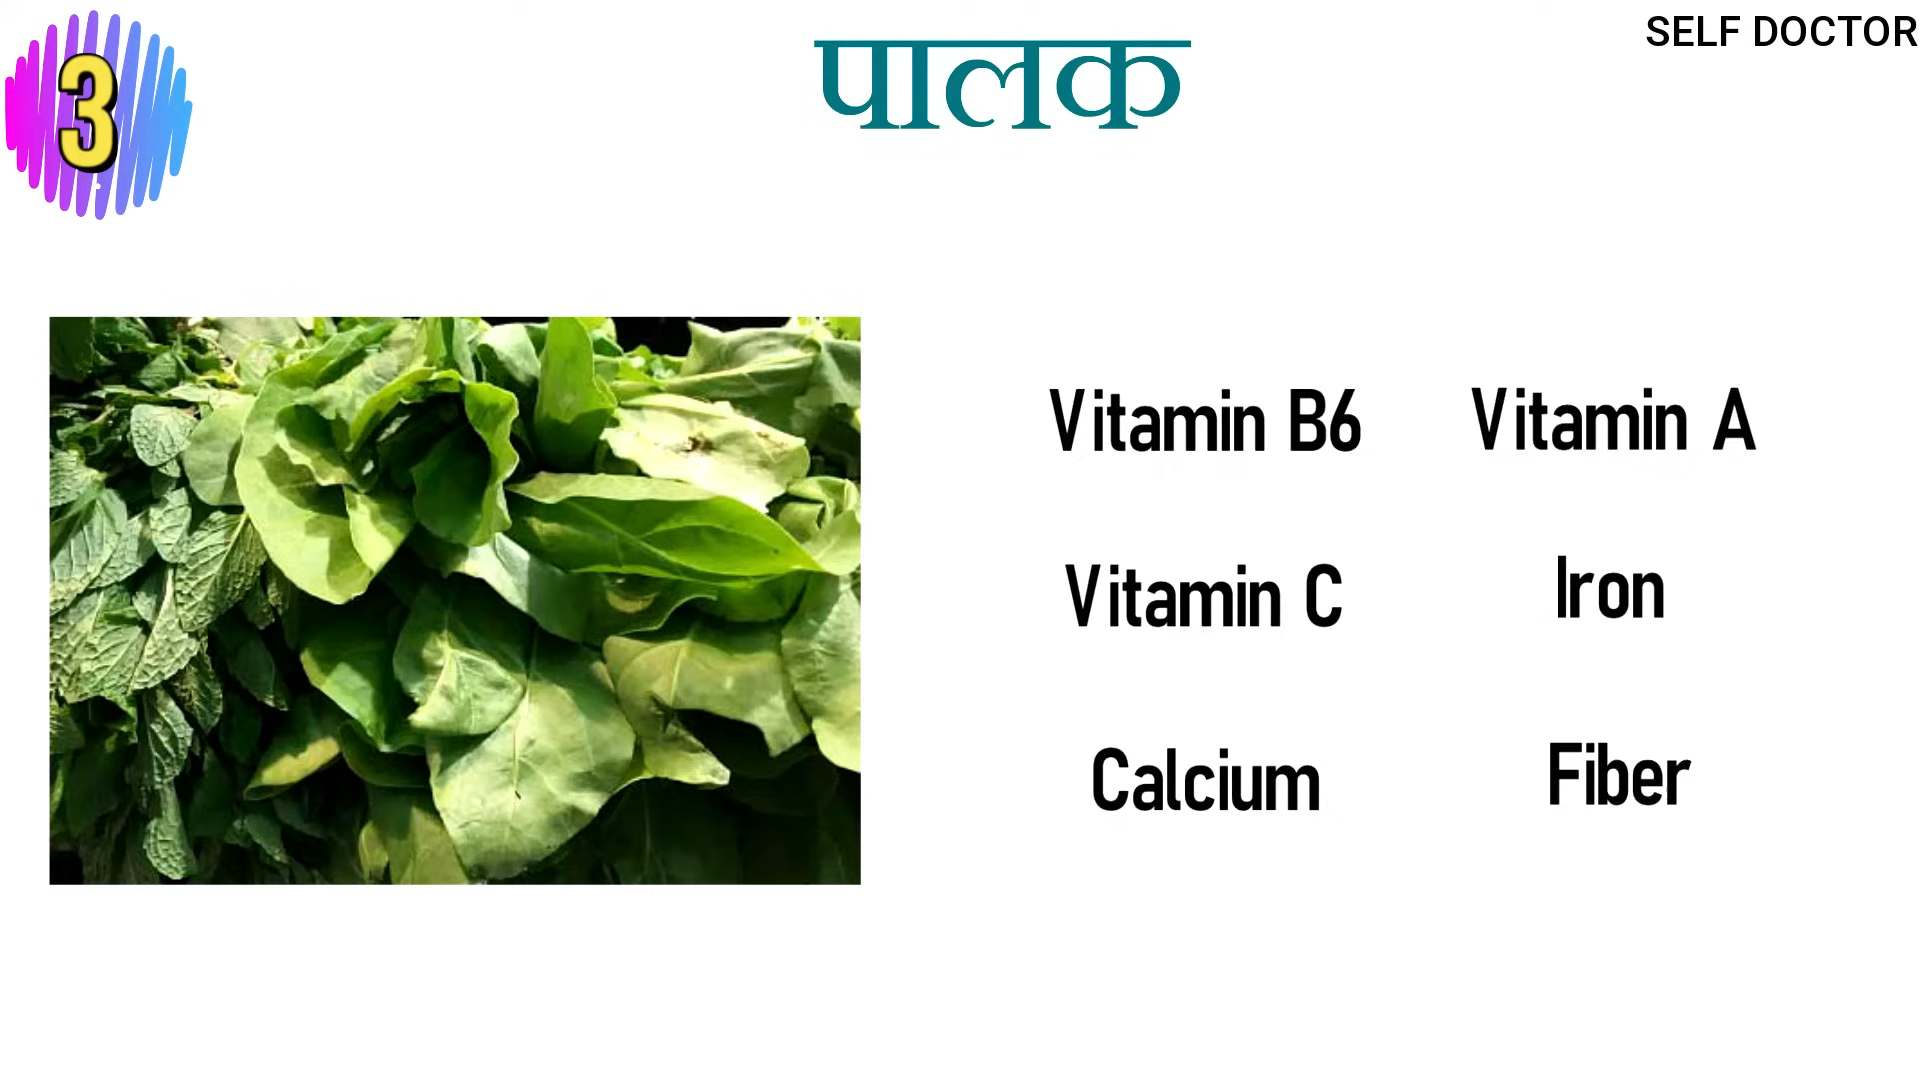 3
पालक
SELF DOCTOR
Vitamin B6
Vitamin A
Vitamin C
Iron
Calcium
Fiber